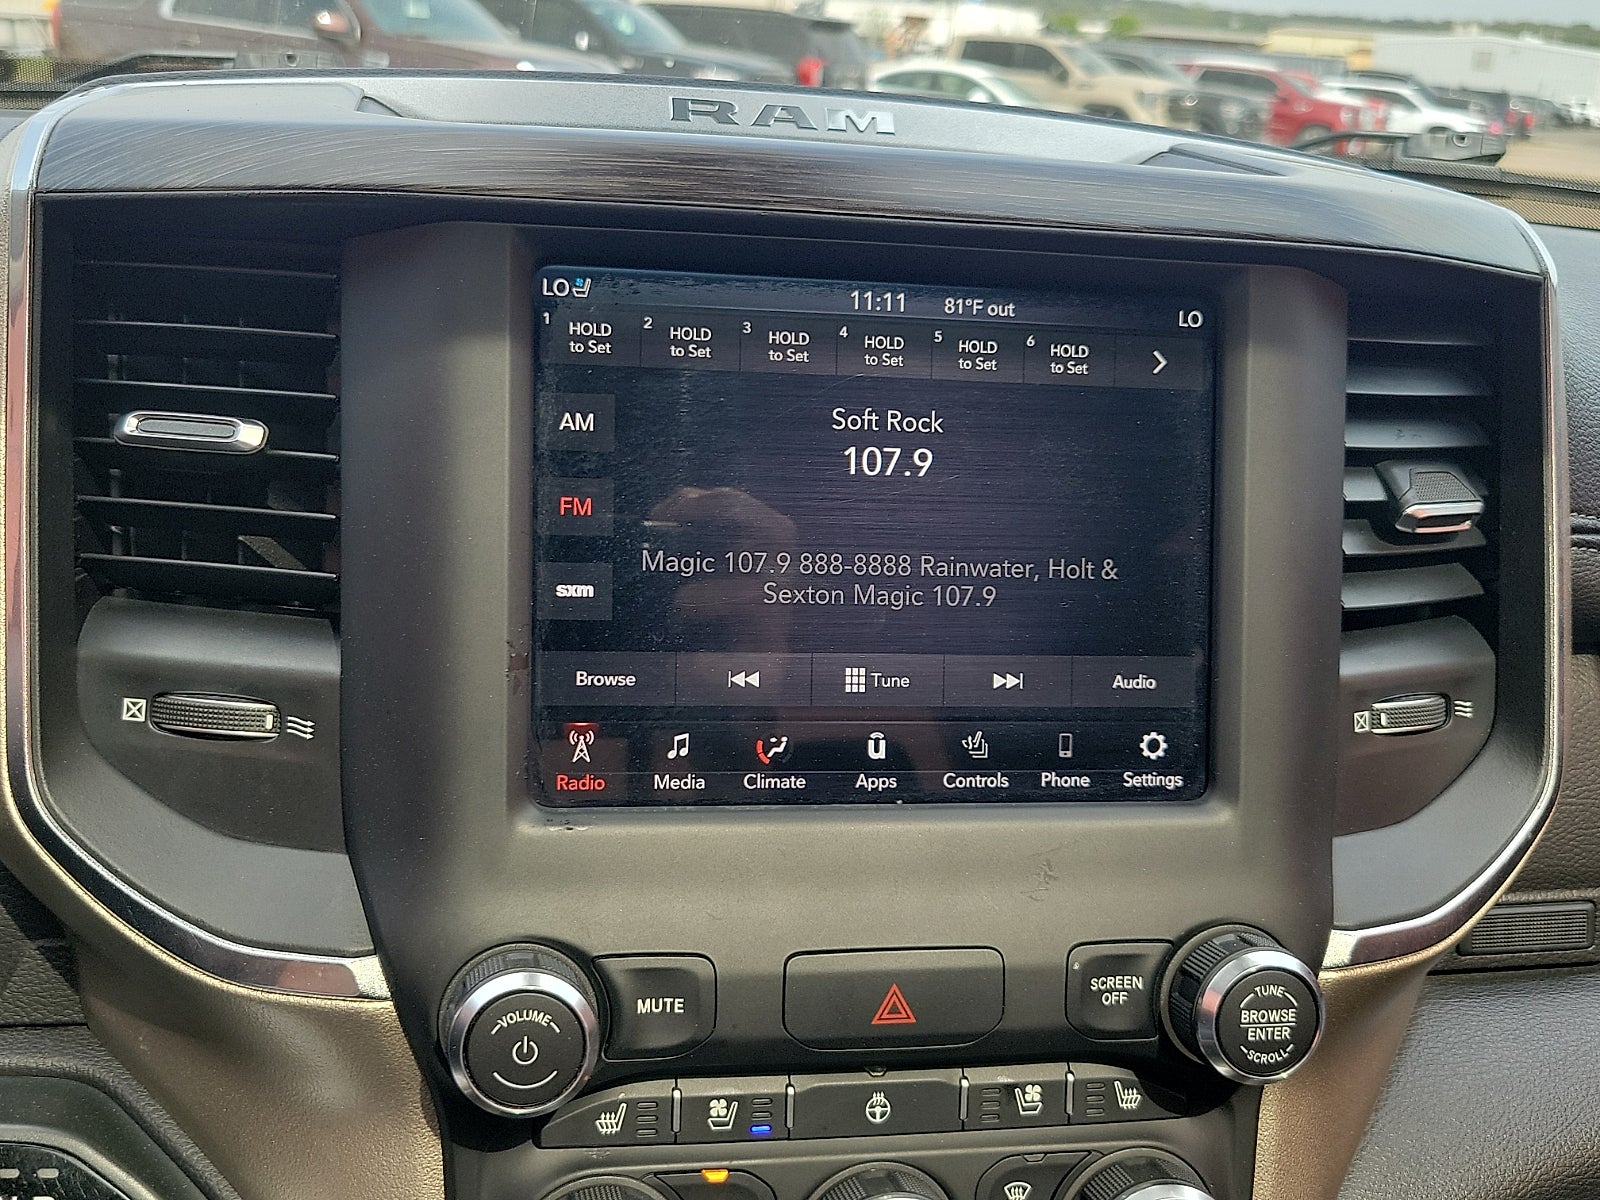 RAM
LO
11:11
81°F out
LO
1 HOLD
to Set
2 HOLD
to Set
3 HOLD
to Set
4 HOLD
to Set
5 HOLD
to Set
6 HOLD
to Set
AM
Soft Rock
107.9
FM
Magic 107.9 888-8888 Rainwater, Holt &
Sexton Magic 107.9
sxm
Browse
Tune
Audio
Radio
Media
Climate
Apps
Controls
Phone
Settings
VOLUME
MUTE
SCREEN
OFF
TUNE
BROWSE
ENTER
SCROLL